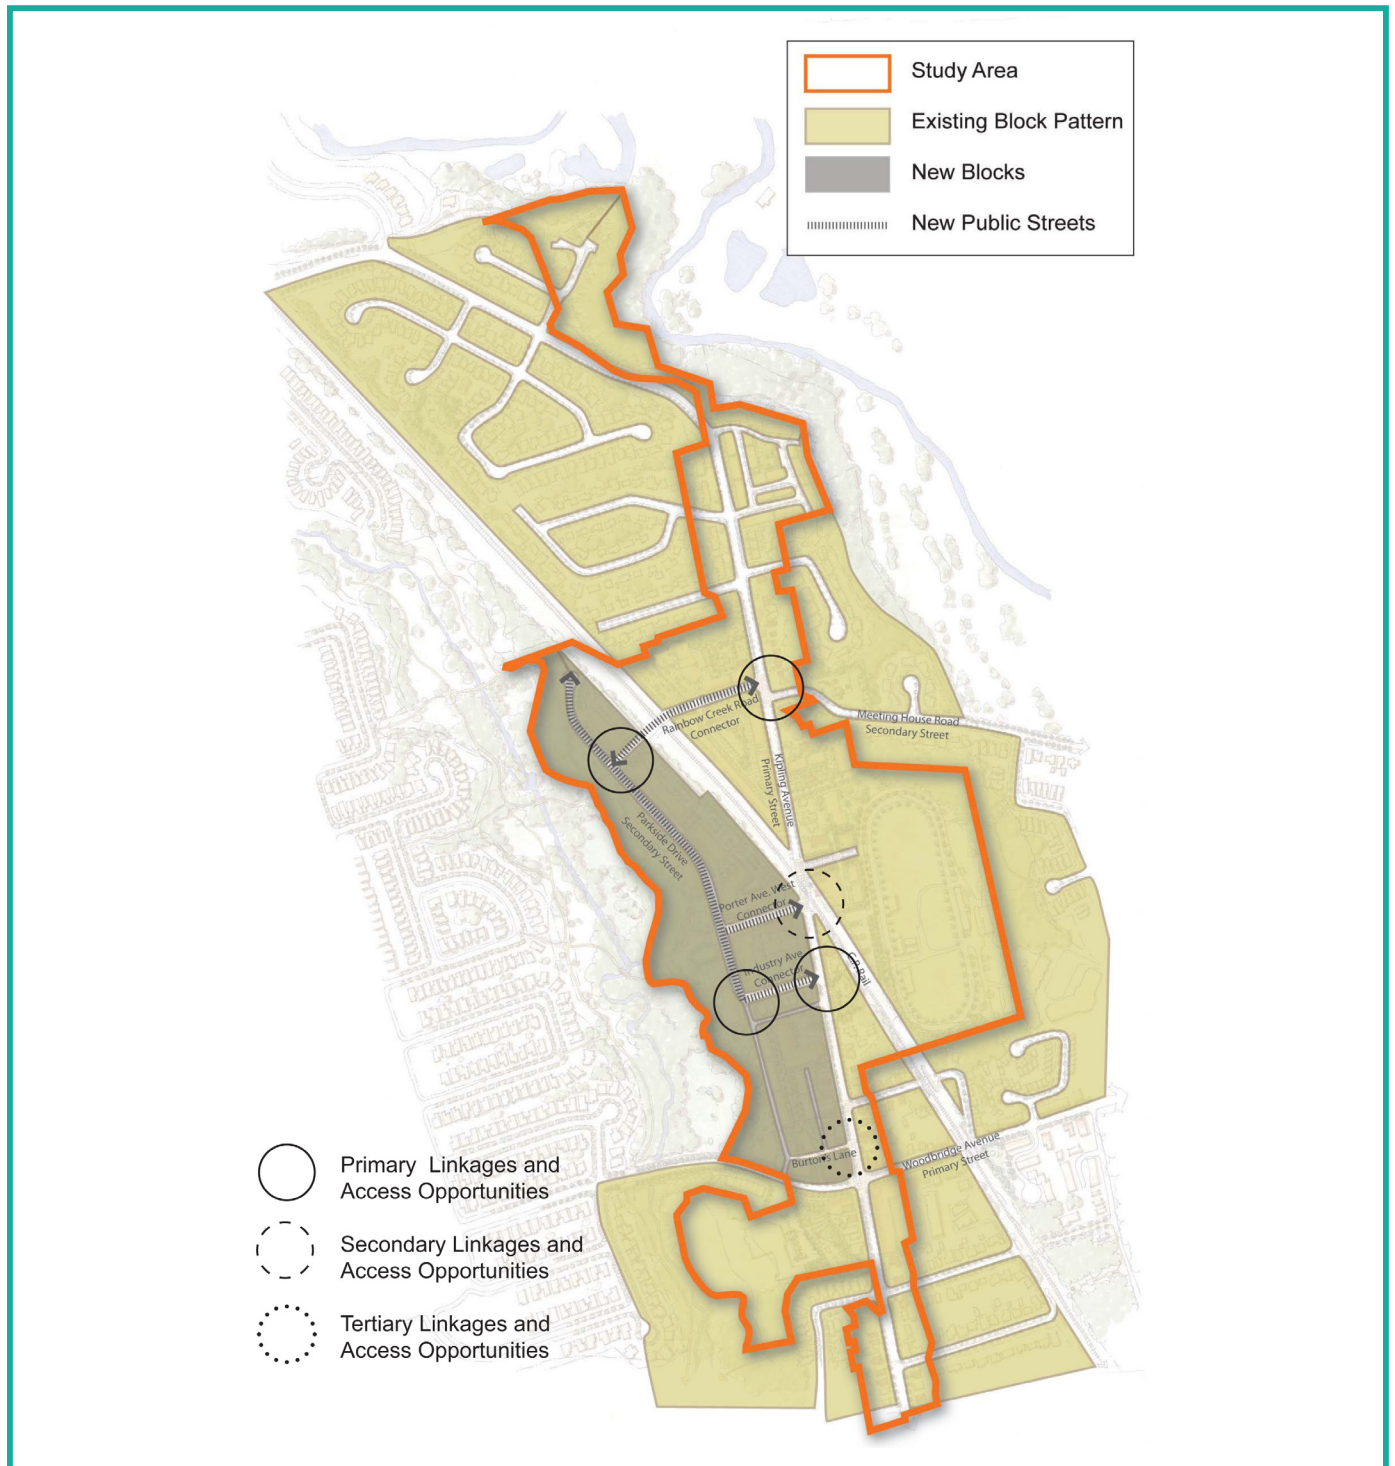 Study Area
Existing Block Pattern
New Blocks
New Public Streets
Rainbow Creek Road
Connector
Meeting House Road
Secondary Street
Kipling Avenue
Primary Street
Parkside Drive
Secondary Street
Porter Ave. West
Connector
Industry Ave.
Connector
C.P. Rail
Burton's Lane
Woodbridge Avenue
Primary Street
Primary Linkages and
Access Opportunities
Secondary Linkages and
Access Opportunities
Tertiary Linkages and
Access Opportunities